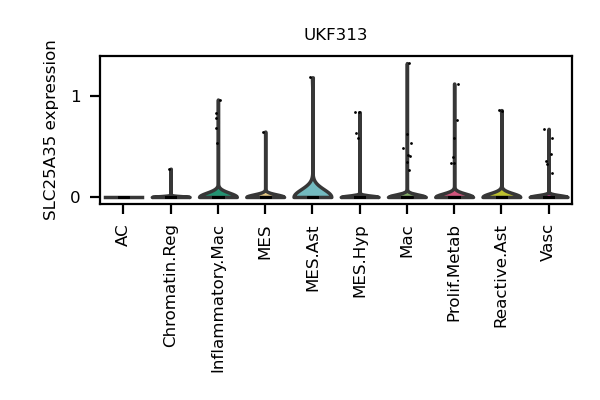 UKF313
SLC25A35 expression
1
0
AC
Chromatin.Reg
Inflammatory.Mac
MES
MES.Ast
MES.Hyp
Mac
Prolif.Metab
Reactive.Ast
Vasc